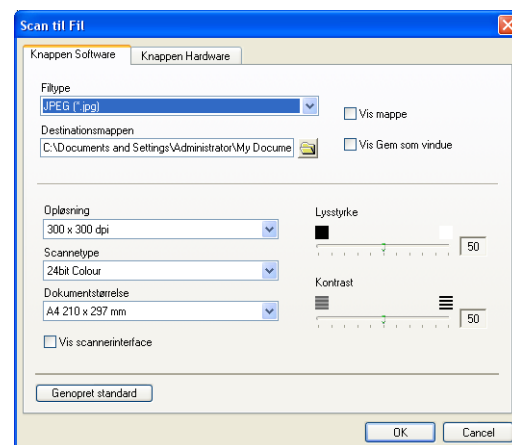 Scan til Fil
Knappen Software
Knappen Hardware
Filtype
JPEG (*.jpg)
Vis mappe
Destinationsmappen
C:\Documents and Settings\Administrator\My Docume
Vis Gem som vindue
Opløsning
300 x 300 dpi
Scannetype
24bit Colour
Dokumentstørrelse
A4 210 x 297 mm
Vis scannerinterface
Lysstyrke
50
Kontrast
50
Genopret standard
OK
Cancel